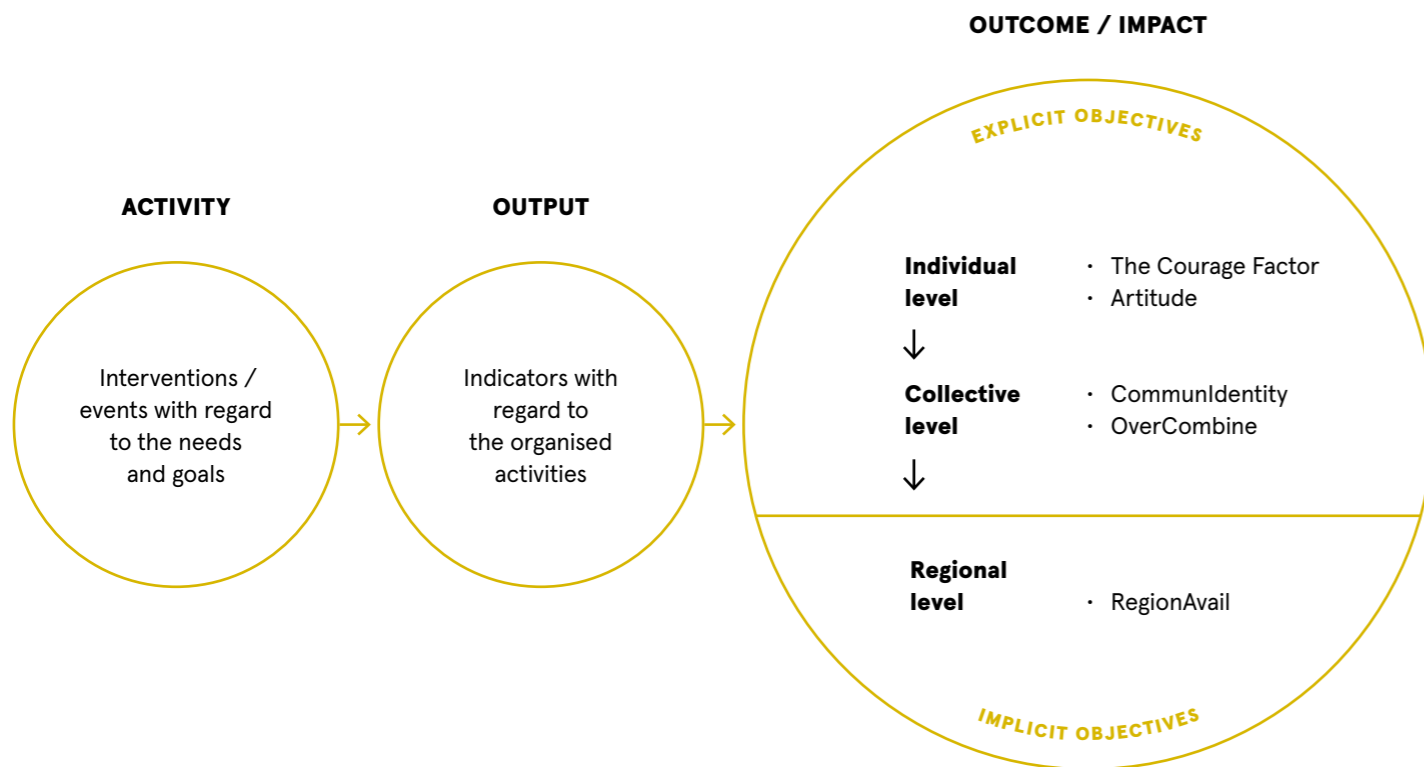 OUTCOME / IMPACT
EXPLICIT OBJECTIVES
ACTIVITY
OUTPUT
Interventions /
events with regard
to the needs
and goals
Indicators with
regard to
the organised
activities
Individual
level
· The Courage Factor
· Artitude
Collective
level
· CommunIdentity
· OverCombine
Regional
level
· RegionAvail
IMPLICIT OBJECTIVES